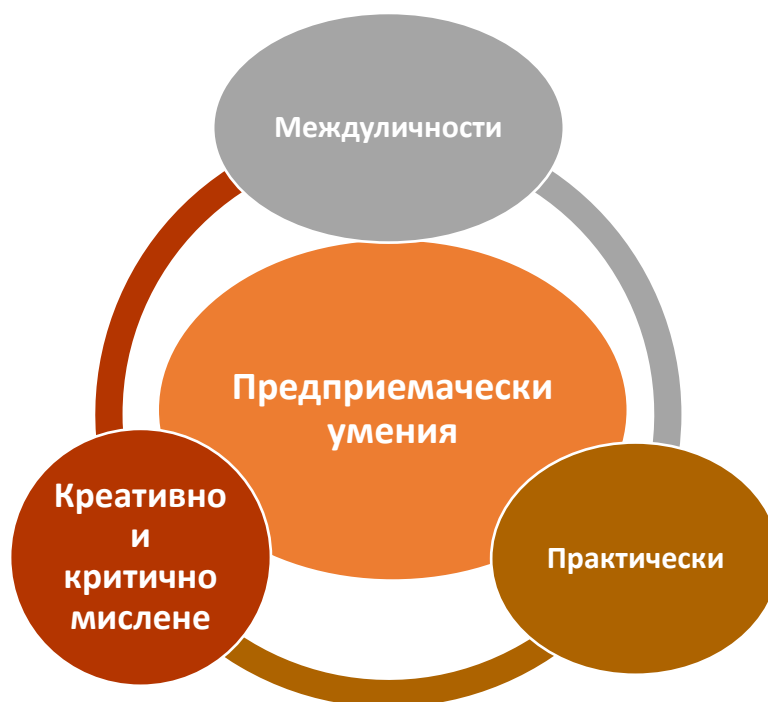 Междуличности
Предприемачески
умения
Креативно
и
критично
мислене
Практически